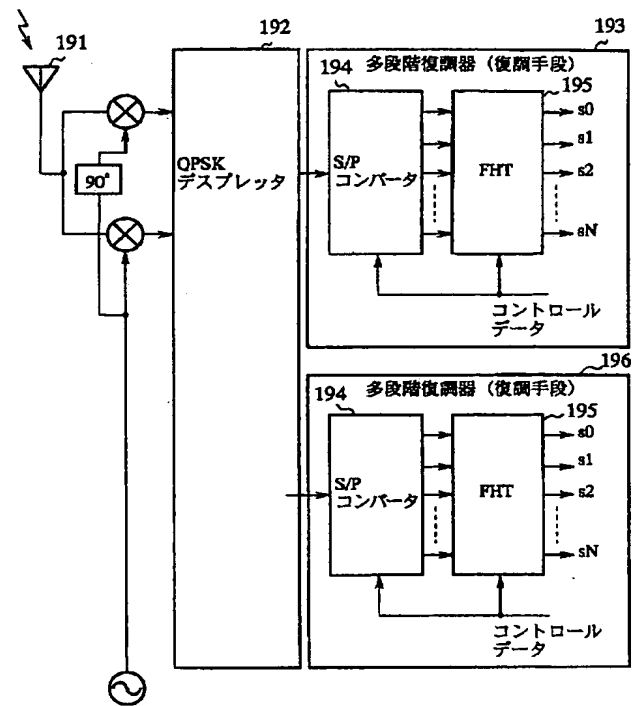 191
192
193
90°
QPSK
デスプレッタ
多段階復調器（復調手段）
194
195
S/P
コンバータ
FHT
s0
s1
s2
sN
コントロール
データ
196
多段階復調器（復調手段）
194
195
S/P
コンバータ
FHT
s0
s1
s2
sN
コントロール
データ